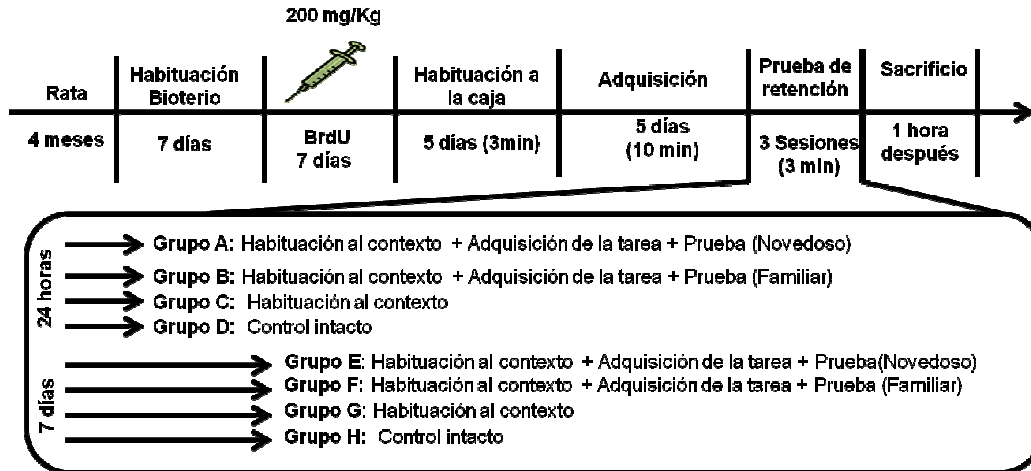 200 mg/Kg
Rata
Habituación
Bioterio
Habituación a
la caja
Adquisición
Prueba de
retención
Sacrificio
4 meses
7 días
BrdU
7 días
5 días (3min)
5 días
(10 min)
3 Sesiones
(3 min)
1 hora
después
24 horas
Grupo A: Habituación al contexto + Adquisición de la tarea + Prueba (Novedoso)
Grupo B: Habituación al contexto + Adquisición de la tarea + Prueba (Familiar)
Grupo C: Habituación al contexto
Grupo D: Control intacto
7 días
Grupo E: Habituación al contexto + Adquisición de la tarea + Prueba(Novedoso)
Grupo F: Habituación al contexto + Adquisición de la tarea + Prueba (Familiar)
Grupo G: Habituación al contexto
Grupo H: Control intacto